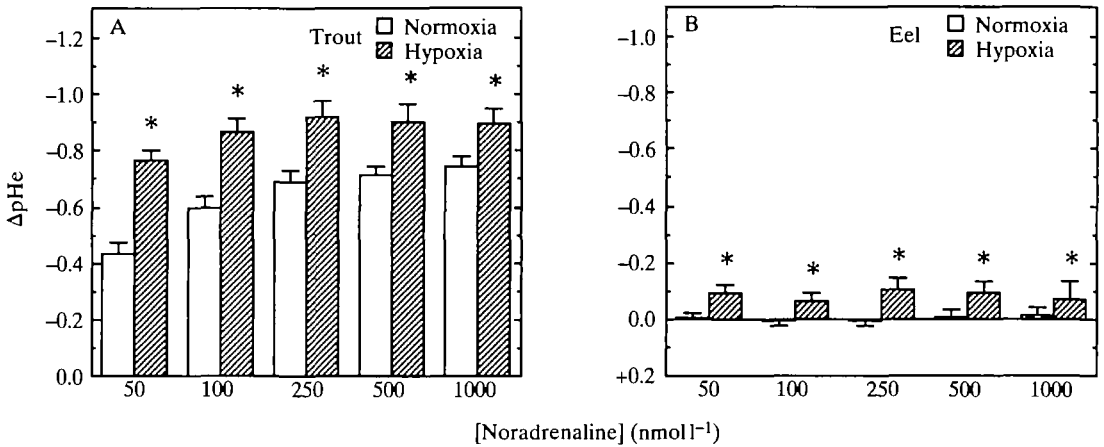 A
Trout
Normoxia
Hypoxia
-1.2
-1.0
-0.8
-0.6
-0.4
-0.2
0.0
ΔpHe
* * * * *
50 100 250 500 1000
B
Eel
Normoxia
Hypoxia
-1.0
-0.8
-0.6
-0.4
-0.2
0.0
+0.2
* * * * *
50 100 250 500 1000
[Noradrenaline] (nmol l⁻¹)